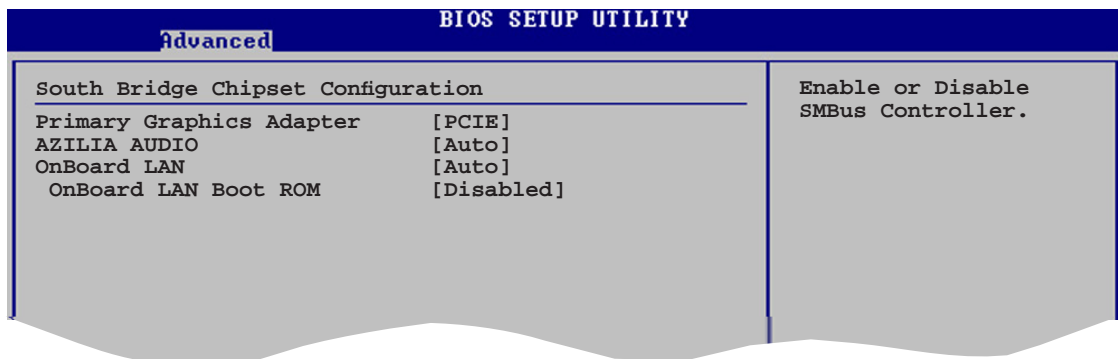 BIOS SETUP UTILITY
Advanced
South Bridge Chipset Configuration
Primary Graphics Adapter [PCIE]
AZILIA AUDIO [Auto]
OnBoard LAN [Auto]
OnBoard LAN Boot ROM [Disabled]
Enable or Disable
SMBus Controller.